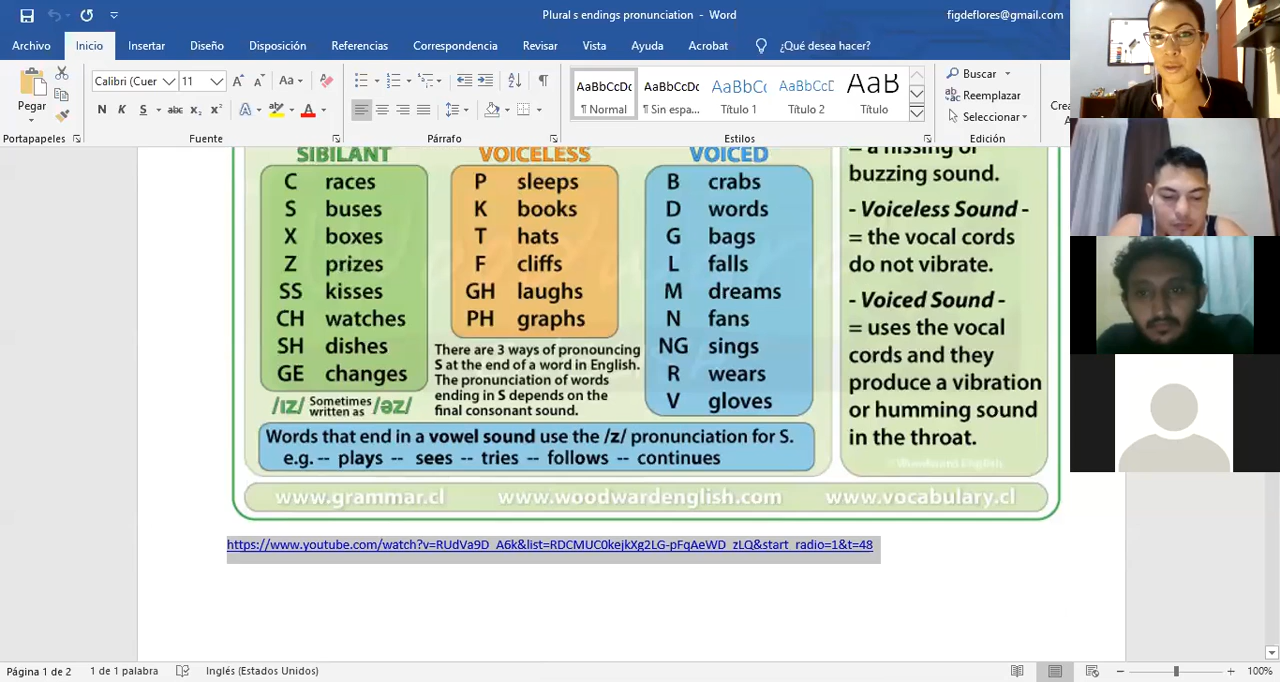 Plural s endings pronunciation - Word
figdeflores@gmail.com
Archivo Inicio Insertar Diseño Disposición Referencias Correspondencia Revisar Vista Ayuda Acrobat ¿Qué desea hacer?
Pegar
Calibri (Cuer 11
Aa
N K S abc x₂ x²
AaBbCcDc AaBbCcDc AaBbCc AaBbCcD AaB
¶ Normal ¶ Sin espa... Título 1 Título 2 Título
Buscar
Reemplazar
Seleccionar
Crea
Portapapeles Fuente Párrafo Estilos Edición
SIBILANT
C races
S buses
X boxes
Z prizes
SS kisses
CH watches
SH dishes
GE changes
/ɪz/ Sometimes written as /əz/
VOICELESS
P sleeps
K books
T hats
F cliffs
GH laughs
PH graphs
There are 3 ways of pronouncing
S at the end of a word in English.
The pronunciation of words
ending in S depends on the
final consonant sound.
VOICED
B crabs
D words
G bags
L falls
M dreams
N fans
NG sings
R wears
V gloves
Words that end in a vowel sound use the /z/ pronunciation for S.
e.g. -- plays -- sees -- tries -- follows -- continues
= a hissing or
buzzing sound.
- Voiceless Sound -
= the vocal cords
do not vibrate.
- Voiced Sound -
= uses the vocal
cords and they
produce a vibration
or humming sound
in the throat.
© Woodward English
www.grammar.cl www.woodwardenglish.com www.vocabulary.cl
https://www.youtube.com/watch?v=RUdVa9D_A6k&list=RDCMUC0kejkXg2LG-pFqAeWD_zLQ&start_radio=1&t=48
Página 1 de 2 1 de 1 palabra Inglés (Estados Unidos) 100%